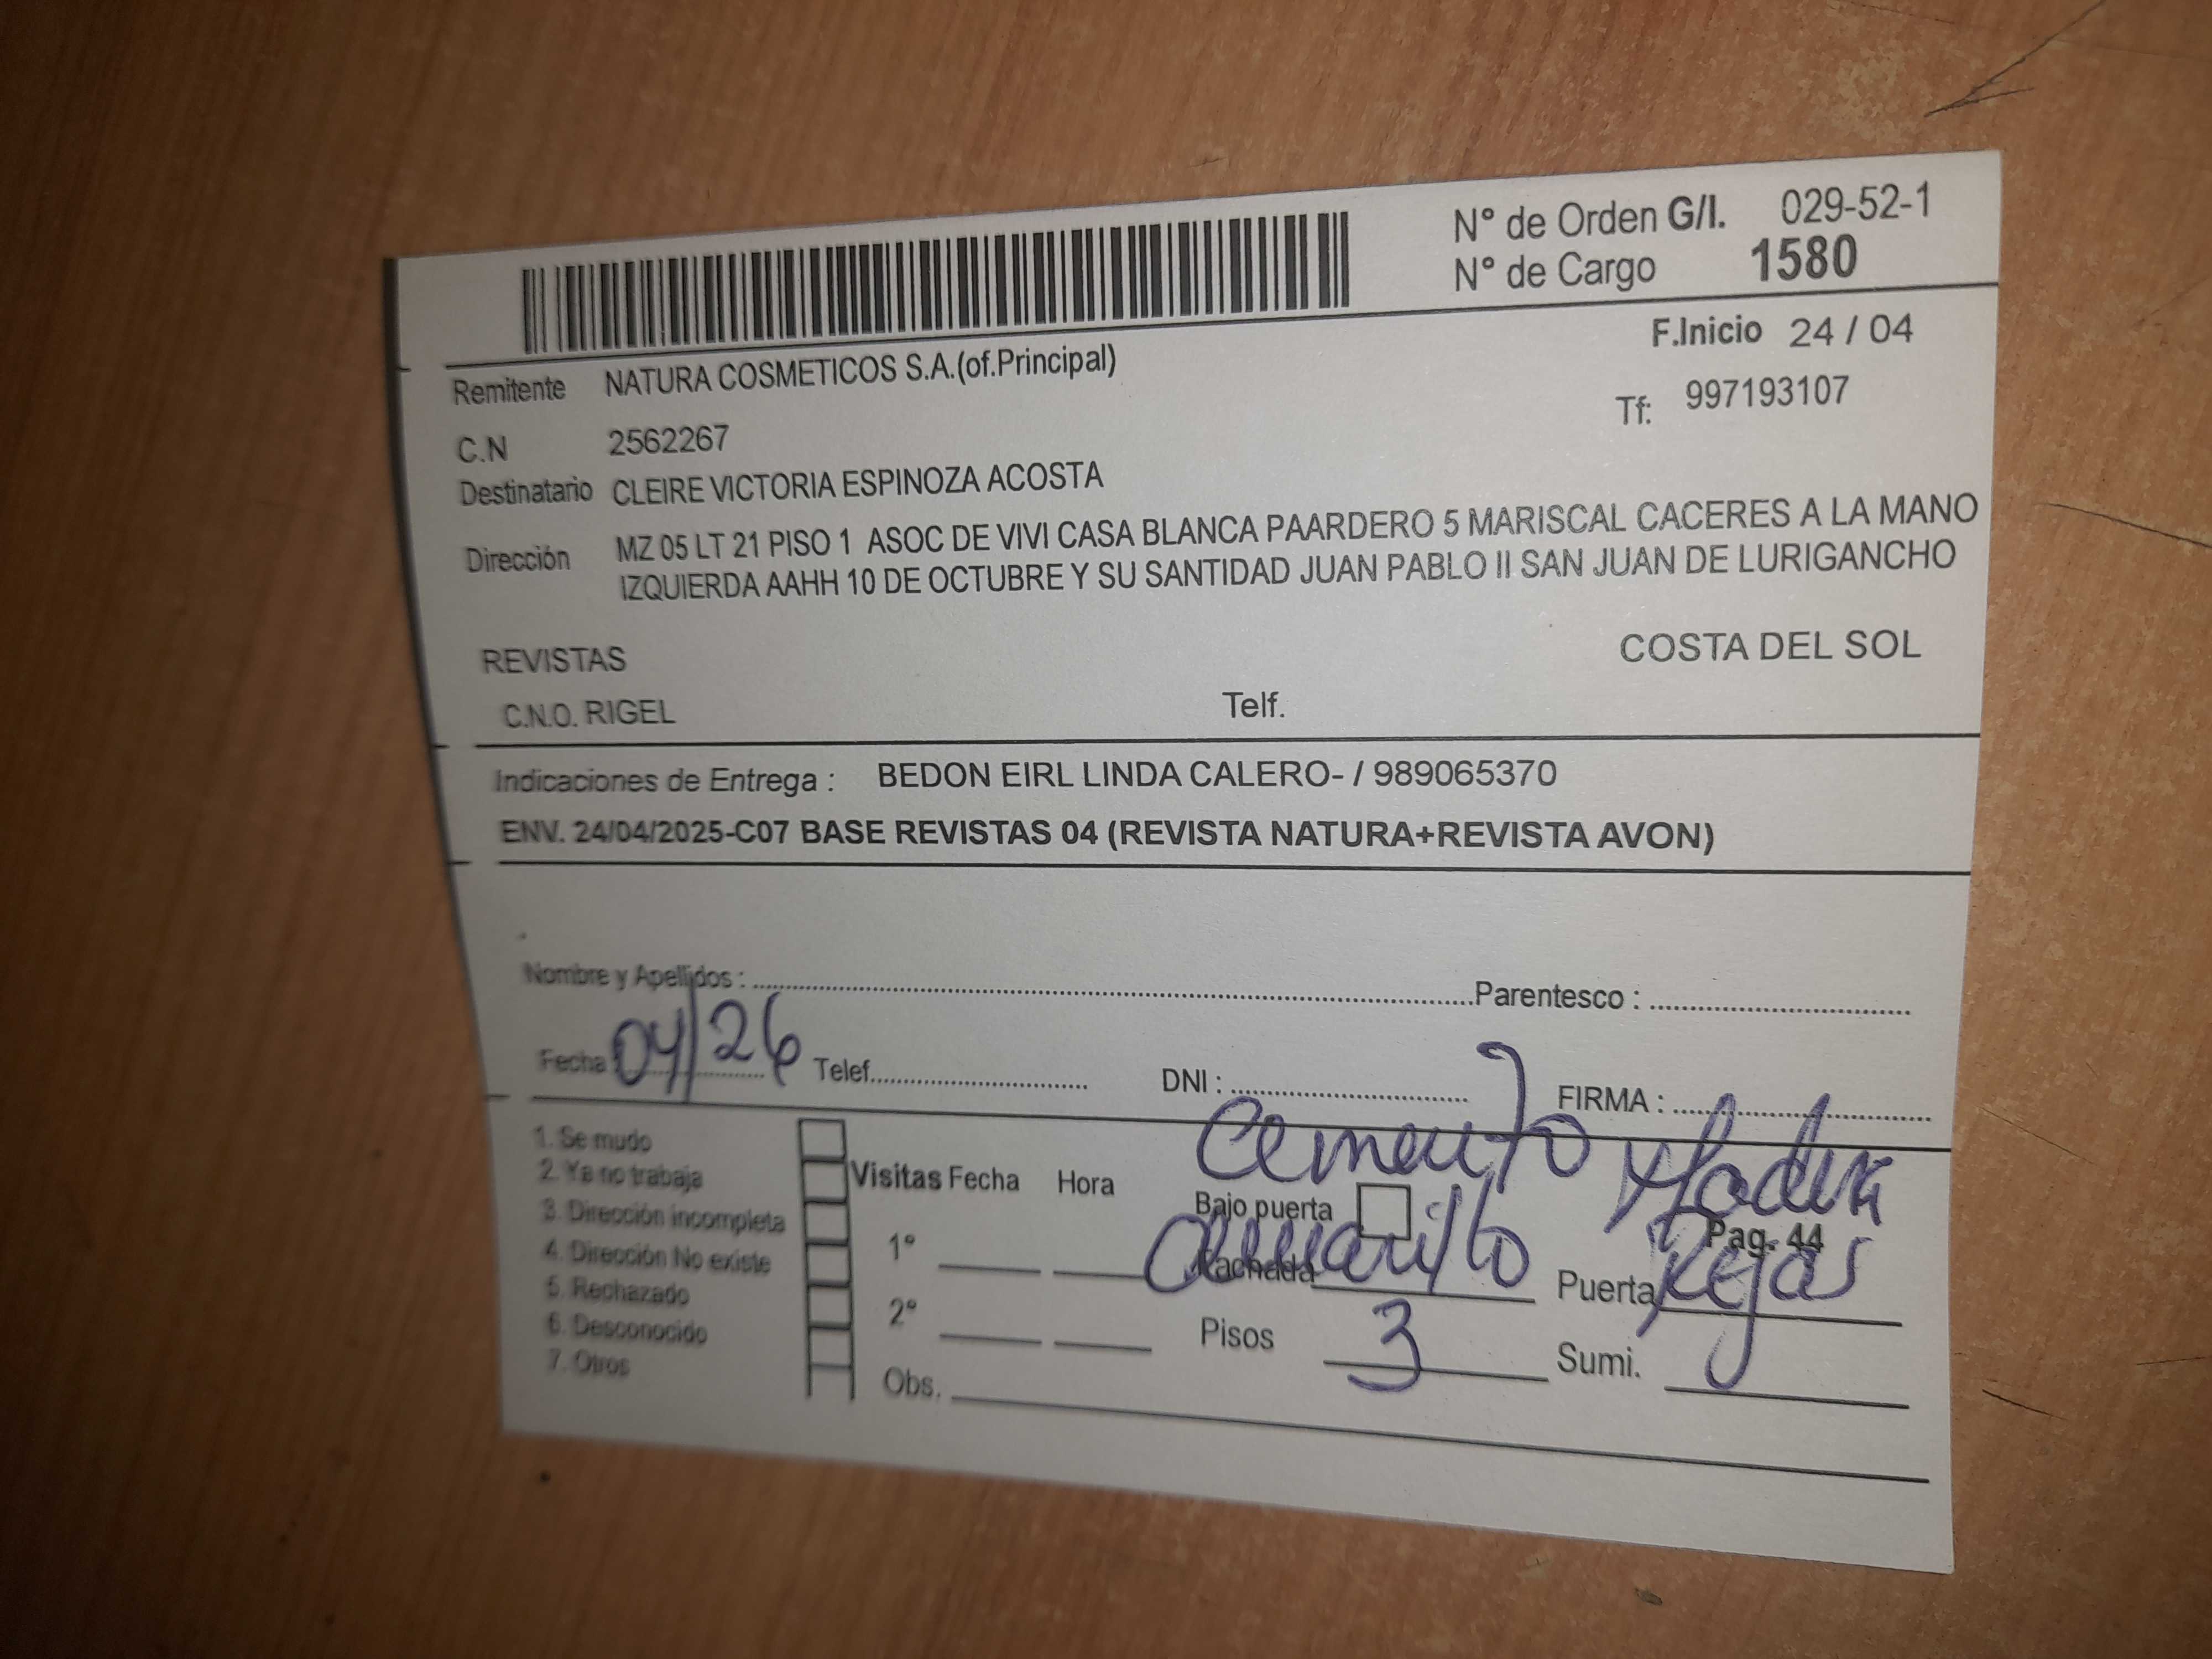 N° de Orden G/I. 029-52-1
N° de Cargo 1580
F.Inicio 24 / 04
Remitente NATURA COSMETICOS S.A.(of.Principal)
Tf: 997193107
C.N 2562267
Destinatario CLEIRE VICTORIA ESPINOZA ACOSTA
Dirección MZ 05 LT 21 PISO 1 ASOC DE VIVI CASA BLANCA PAARDERO 5 MARISCAL CACERES A LA MANO
IZQUIERDA AAHH 10 DE OCTUBRE Y SU SANTIDAD JUAN PABLO II SAN JUAN DE LURIGANCHO
REVISTAS COSTA DEL SOL
C.N.O. RIGEL Telf.
Indicaciones de Entrega : BEDON EIRL LINDA CALERO- / 989065370
ENV. 24/04/2025-C07 BASE REVISTAS 04 (REVISTA NATURA+REVISTA AVON)
Nombre y Apellidos : Parentesco :
Fecha 04/26 Telef. DNI : FIRMA :
1. Se mudo
2. Ya no trabaja
3. Dirección incompleta
4. Dirección No existe
5. Rechazado
6. Desconocido
7. Otros
Visitas Fecha Hora
1°
2°
Obs.
Cemento
Bajo puerta
amarillo
Fachada
Pisos 3
Pag. 44
Puerta Rejas
Sumi.